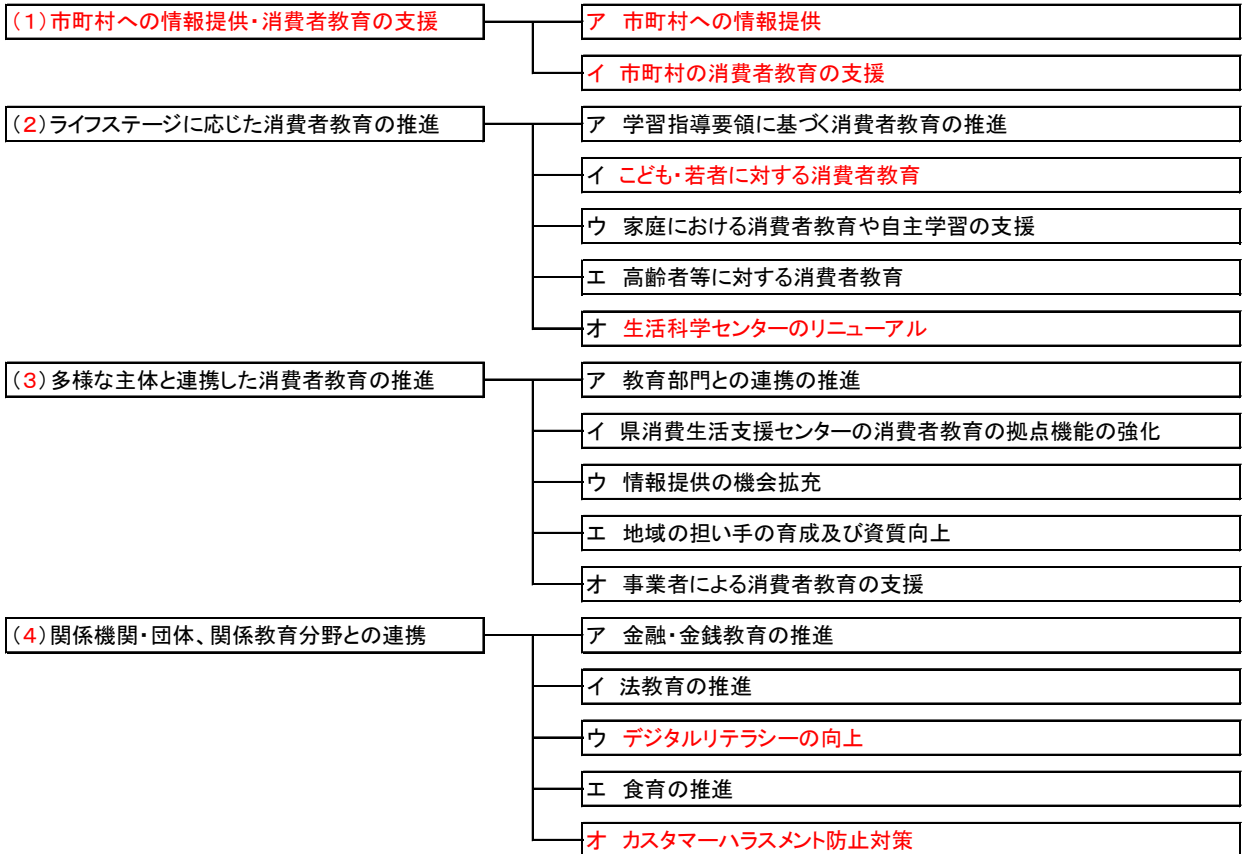 (1)市町村への情報提供・消費者教育の支援
ア 市町村への情報提供
イ 市町村の消費者教育の支援
(2)ライフステージに応じた消費者教育の推進
ア 学習指導要領に基づく消費者教育の推進
イ こども・若者に対する消費者教育
ウ 家庭における消費者教育や自主学習の支援
エ 高齢者等に対する消費者教育
オ 生活科学センターのリニューアル
(3)多様な主体と連携した消費者教育の推進
ア 教育部門との連携の推進
イ 県消費生活支援センターの消費者教育の拠点機能の強化
ウ 情報提供の機会拡充
エ 地域の担い手の育成及び資質向上
オ 事業者による消費者教育の支援
(4)関係機関・団体、関係教育分野との連携
ア 金融・金銭教育の推進
イ 法教育の推進
ウ デジタルリテラシーの向上
エ 食育の推進
オ カスタマーハラスメント防止対策